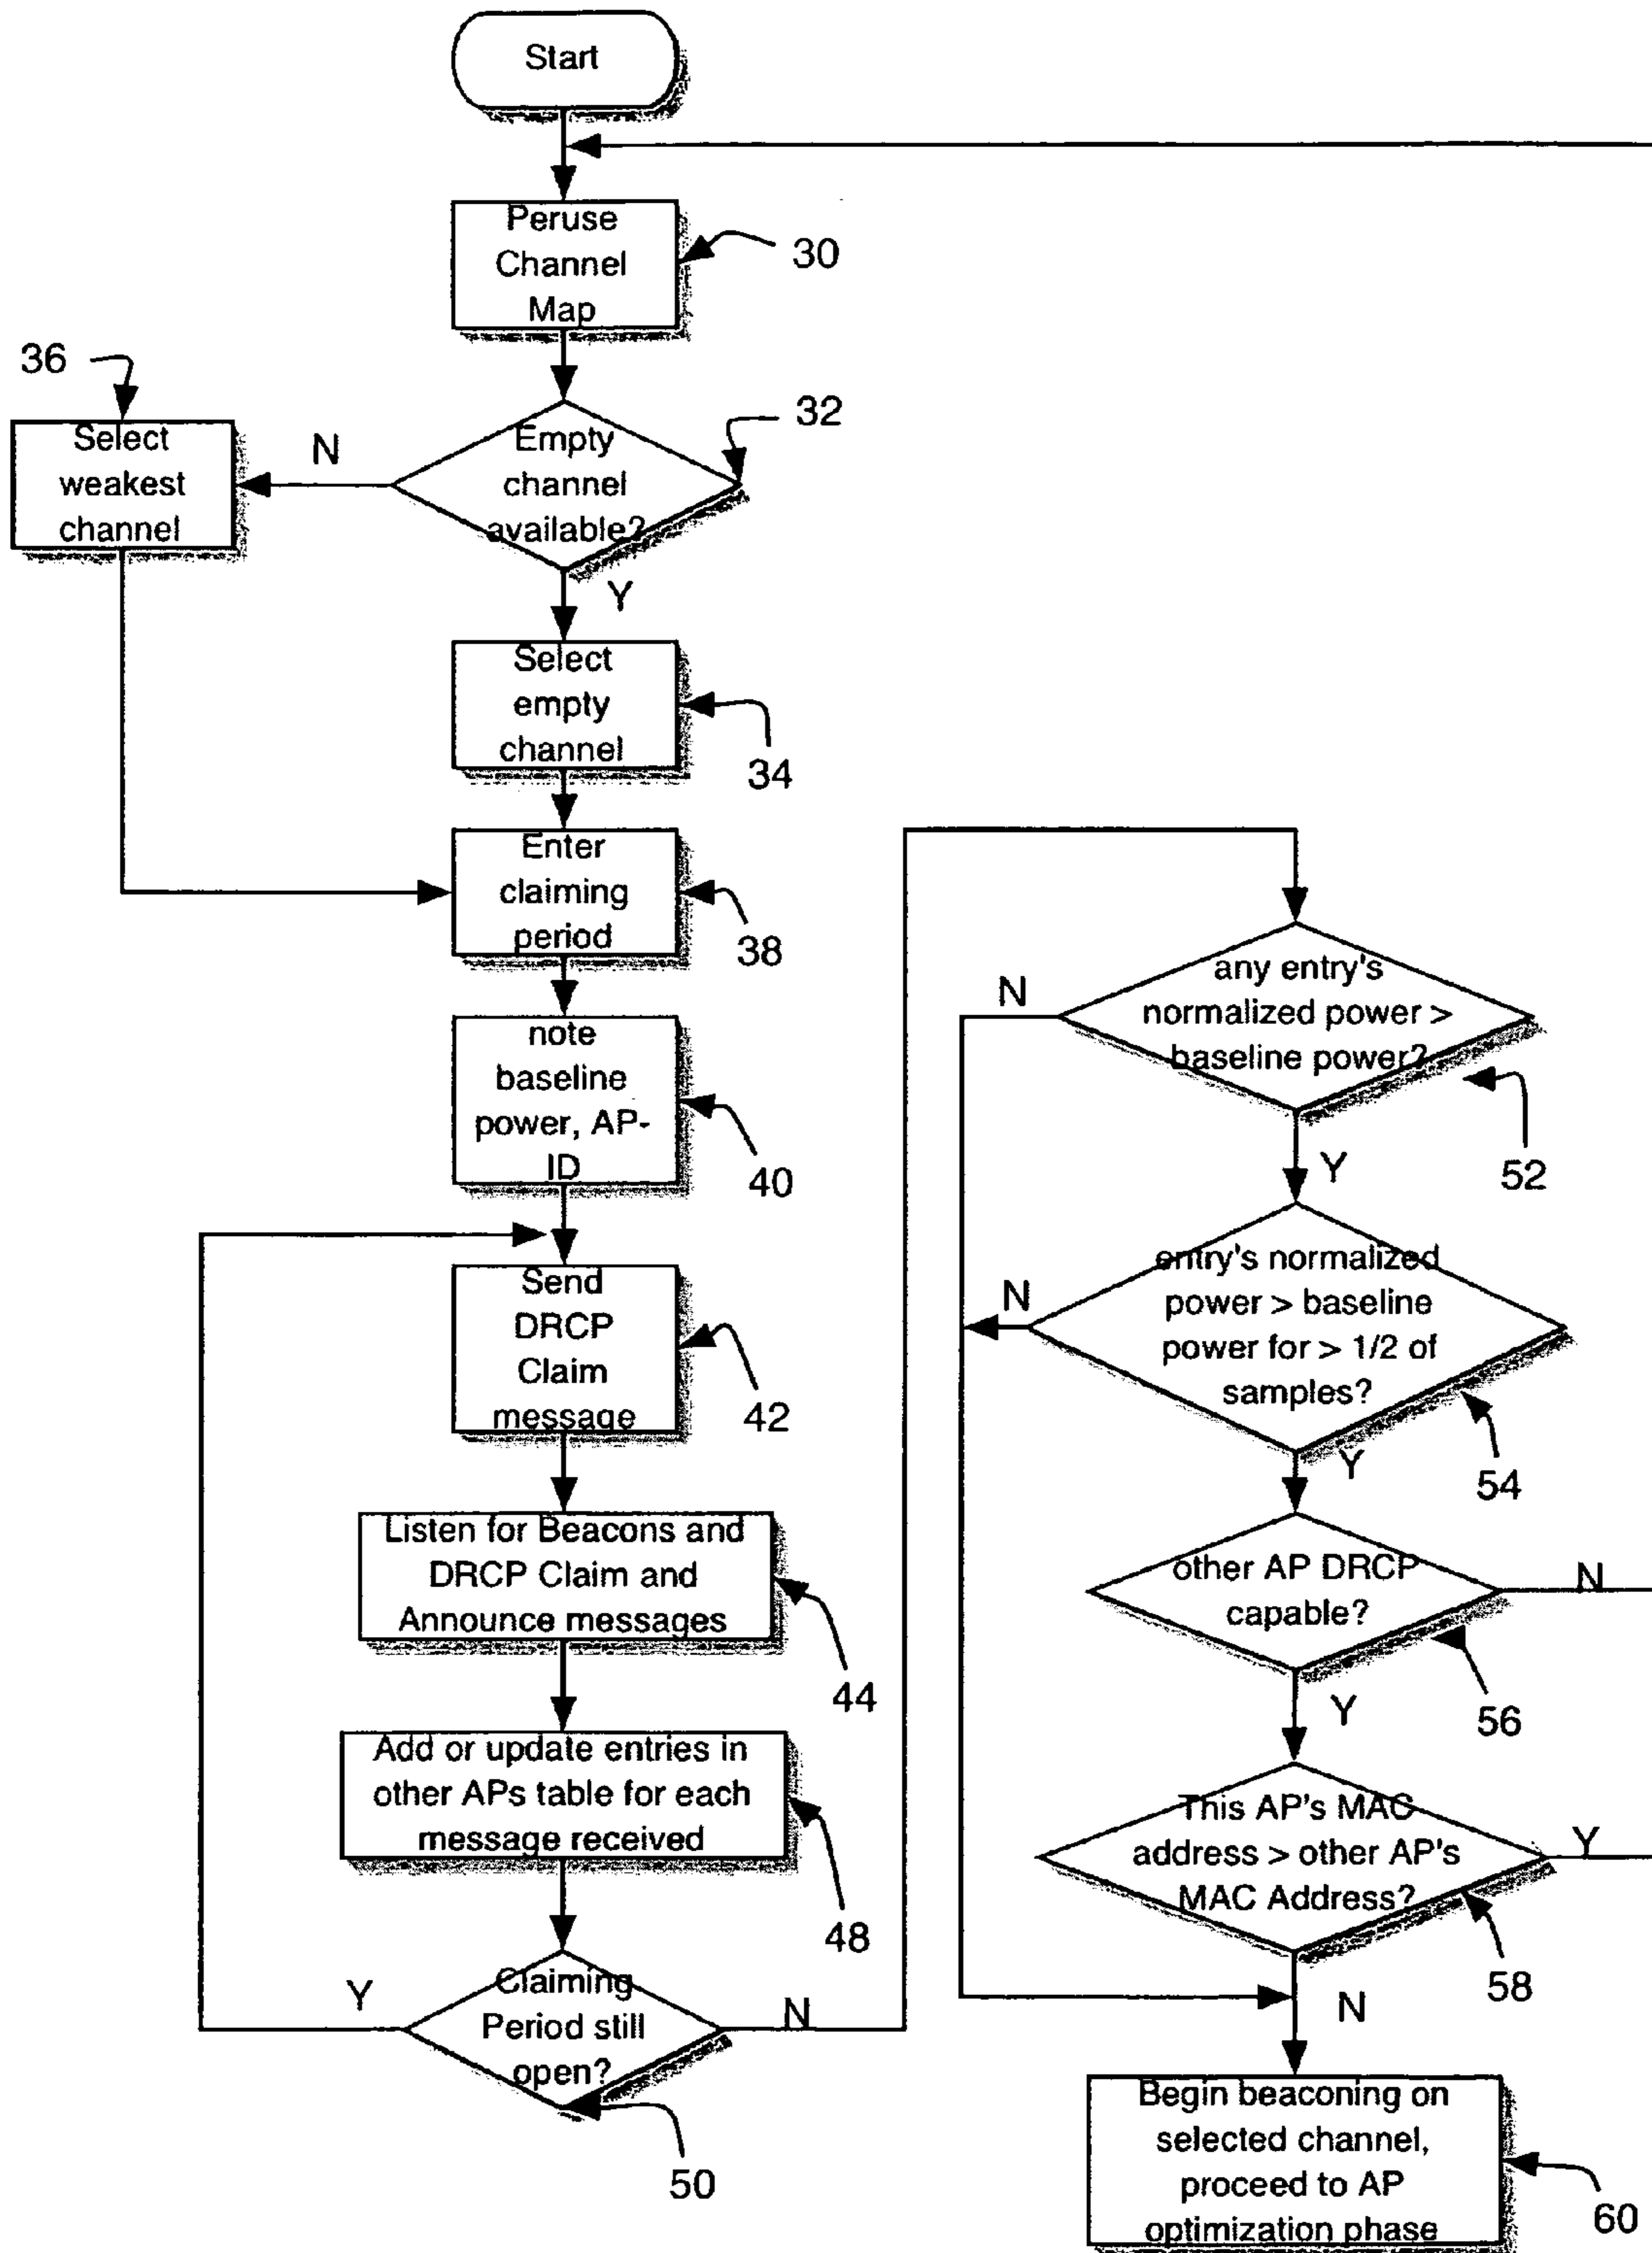 Start
Peruse
Channel
Map
30
36
Select
weakest
channel
N
Empty
channel
available?
32
Y
Select
empty
channel
34
Enter
claiming
period
38
note
baseline
power, AP-
ID
40
Send
DRCP
Claim
message
42
Listen for Beacons and
DRCP Claim and
Announce messages
44
Add or update entries in
other APs table for each
message received
48
Y
Claiming
Period still
open?
N
50
N
any entry's
normalized power >
baseline power?
52
Y
N
entry's normalized
power > baseline
power for > 1/2 of
samples?
54
Y
other AP DRCP
capable?
N
56
Y
This AP's MAC
address > other AP's
MAC Address?
Y
58
N
Begin beaconing on
selected channel,
proceed to AP
optimization phase
60